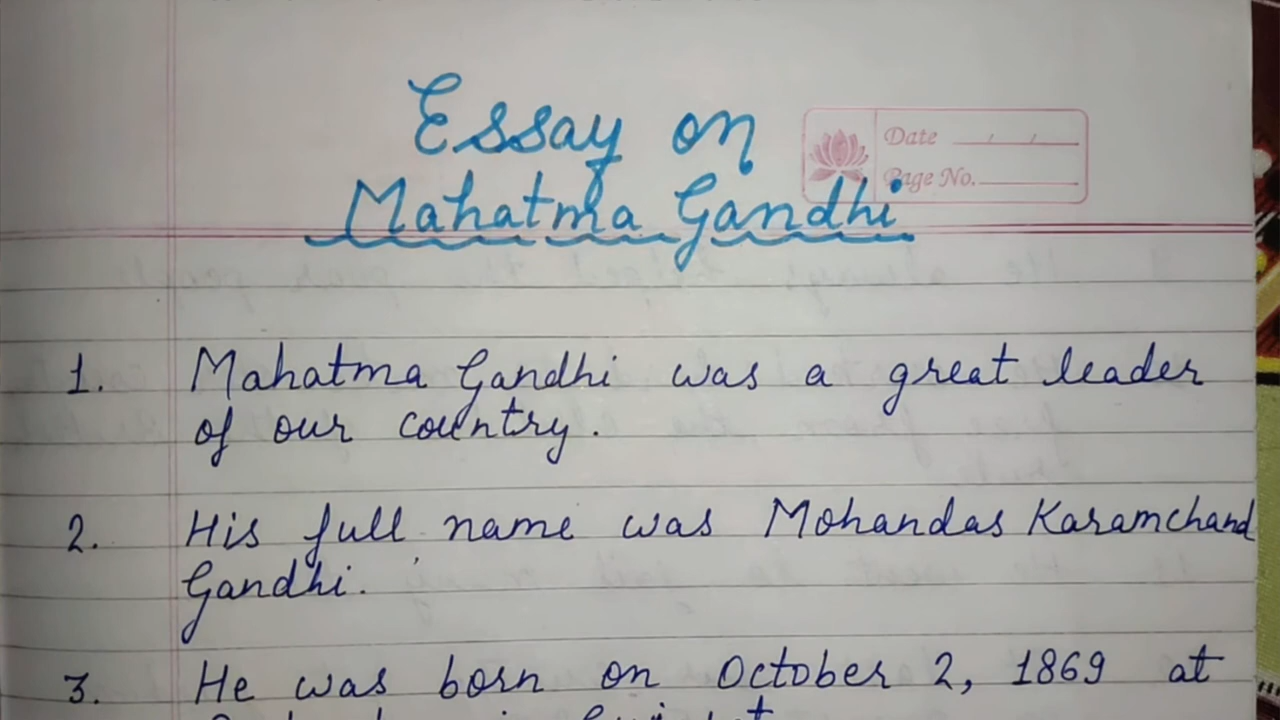 Essay on
Date / /
Page No.
Mahatma Gandhi
1. Mahatma Gandhi was a great leader
of our country.
2. His full name was Mohandas Karamchand
Gandhi.
3. He was born on October 2, 1869 at